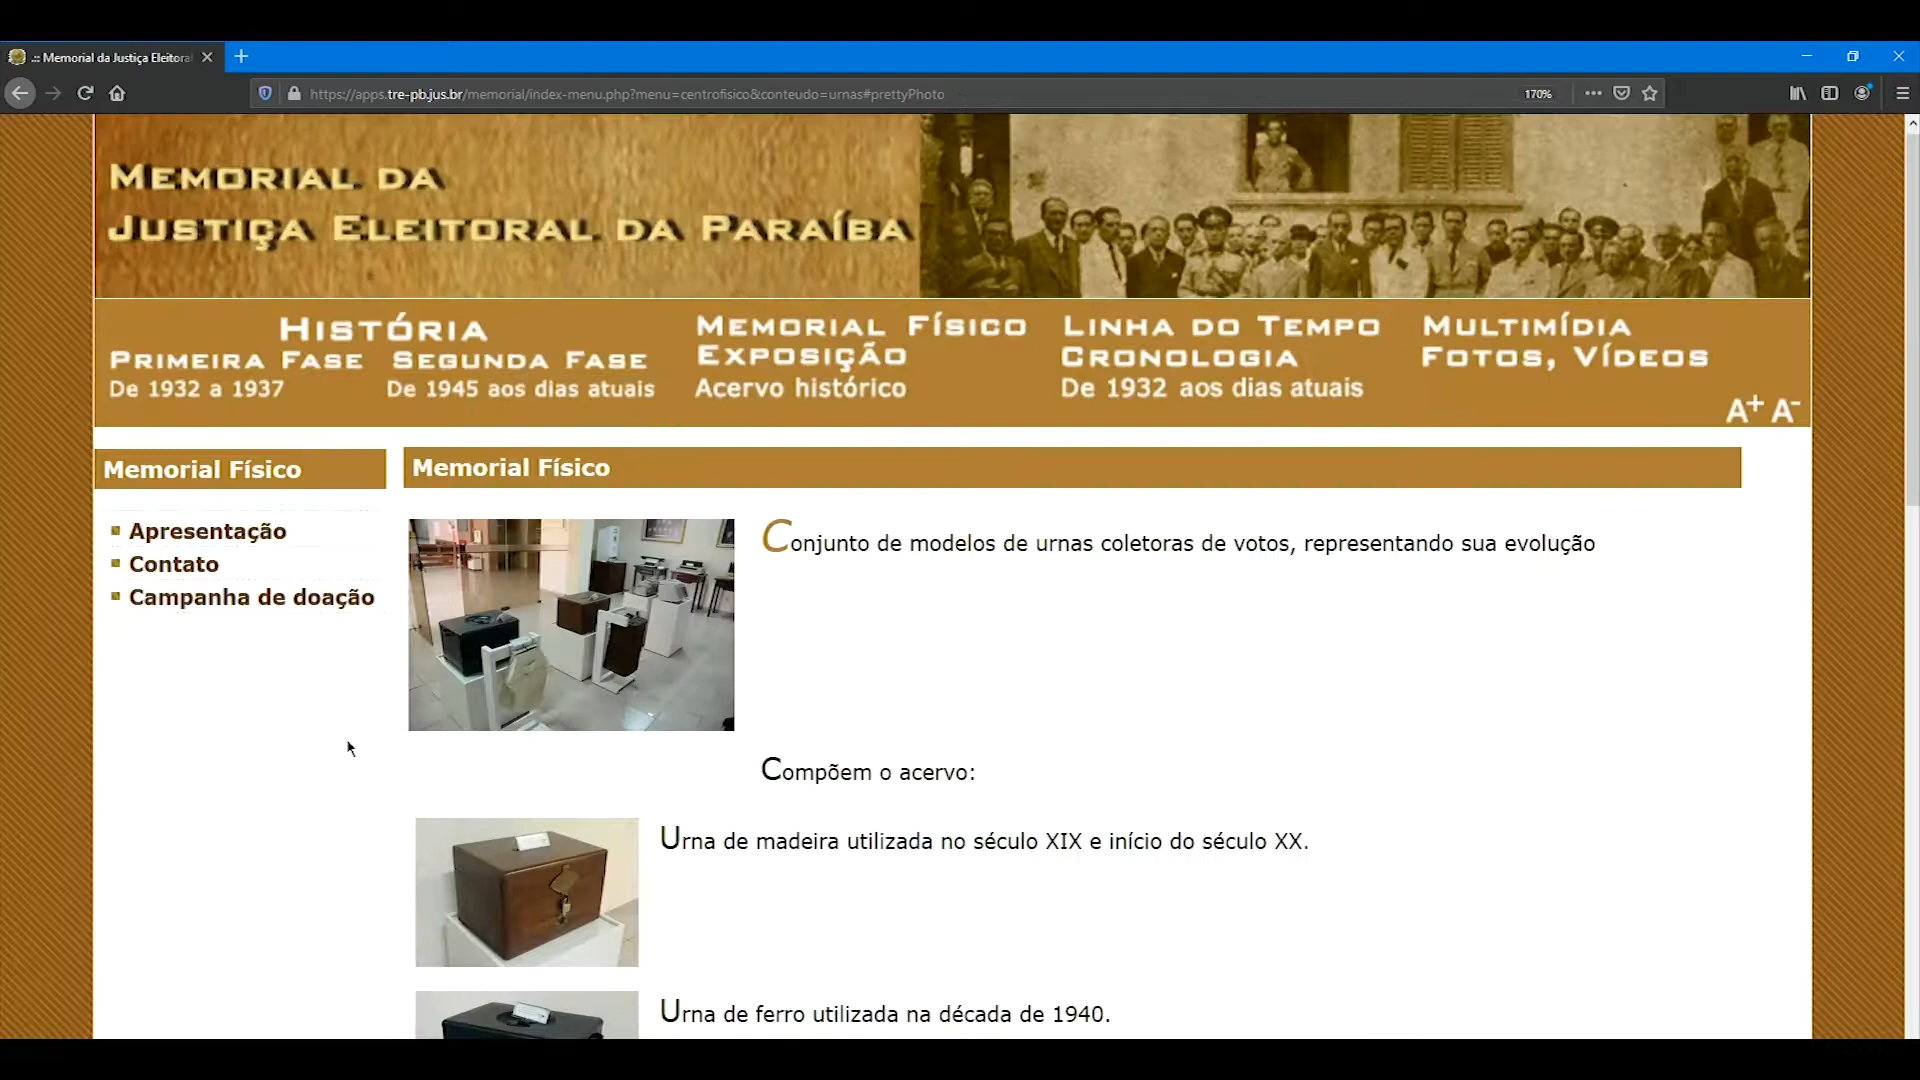 .:: Memorial da Justiça Eleitoral
https://apps.tre-pb.jus.br/memorial/index-menu.php?menu=centrofisico&conteudo=urnas#prettyPhoto
170%
MEMORIAL DA
JUSTIÇA ELEITORAL DA PARAÍBA
HISTÓRIA
PRIMEIRA FASE
De 1932 a 1937
SEGUNDA FASE
De 1945 aos dias atuais
MEMORIAL FÍSICO
EXPOSIÇÃO
Acervo histórico
LINHA DO TEMPO
CRONOLOGIA
De 1932 aos dias atuais
MULTIMÍDIA
FOTOS, VÍDEOS
A+ A-
Memorial Físico
Apresentação
Contato
Campanha de doação
Memorial Físico
Conjunto de modelos de urnas coletoras de votos, representando sua evolução
Compõem o acervo:
Urna de madeira utilizada no século XIX e início do século XX.
Urna de ferro utilizada na década de 1940.